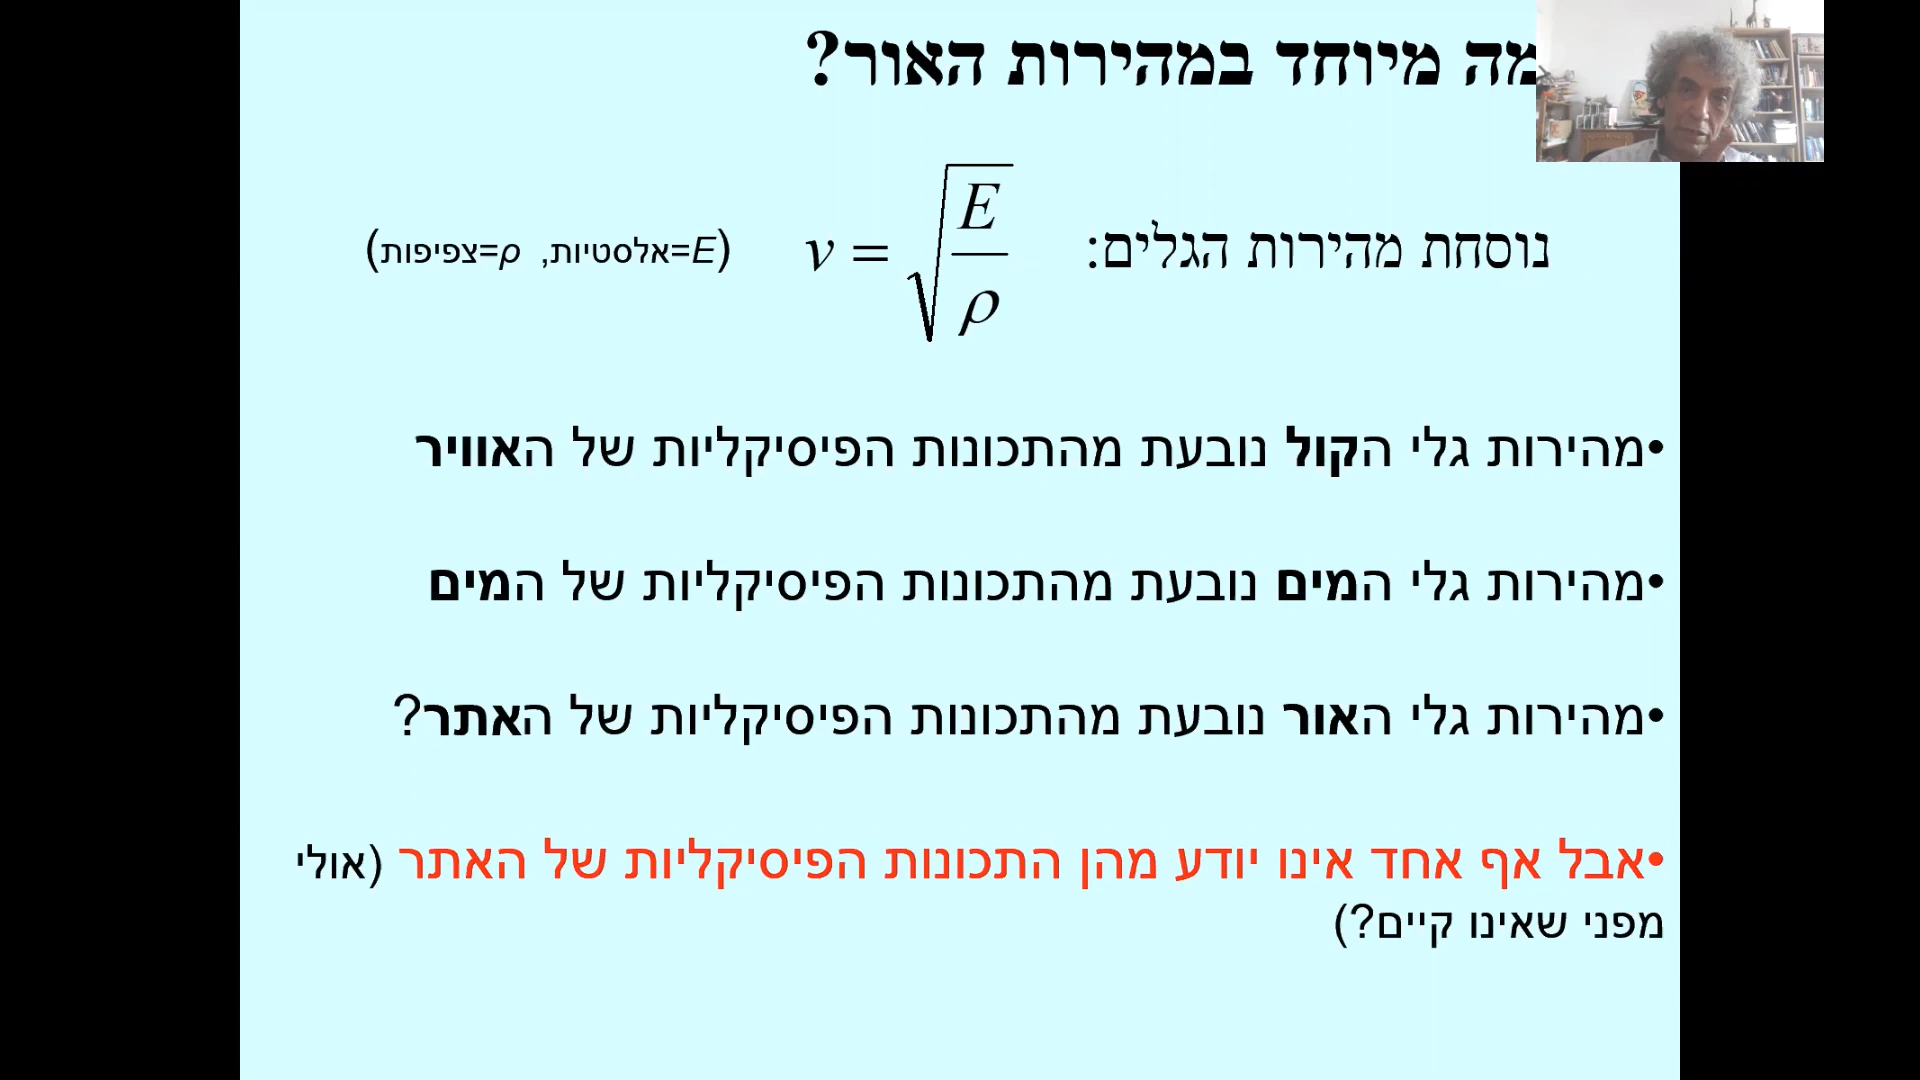 מה מיוחד במהירות האור?
נוסחת מהירות הגלים: v = √(E/ρ) (E=אלסטיות, ρ=צפיפות)
•מהירות גלי הקול נובעת מהתכונות הפיסיקליות של האוויר
•מהירות גלי המים נובעת מהתכונות הפיסיקליות של המים
•מהירות גלי האור נובעת מהתכונות הפיסיקליות של האתר?
•אבל אף אחד אינו יודע מהן התכונות הפיסיקליות של האתר (אולי
מפני שאינו קיים?)